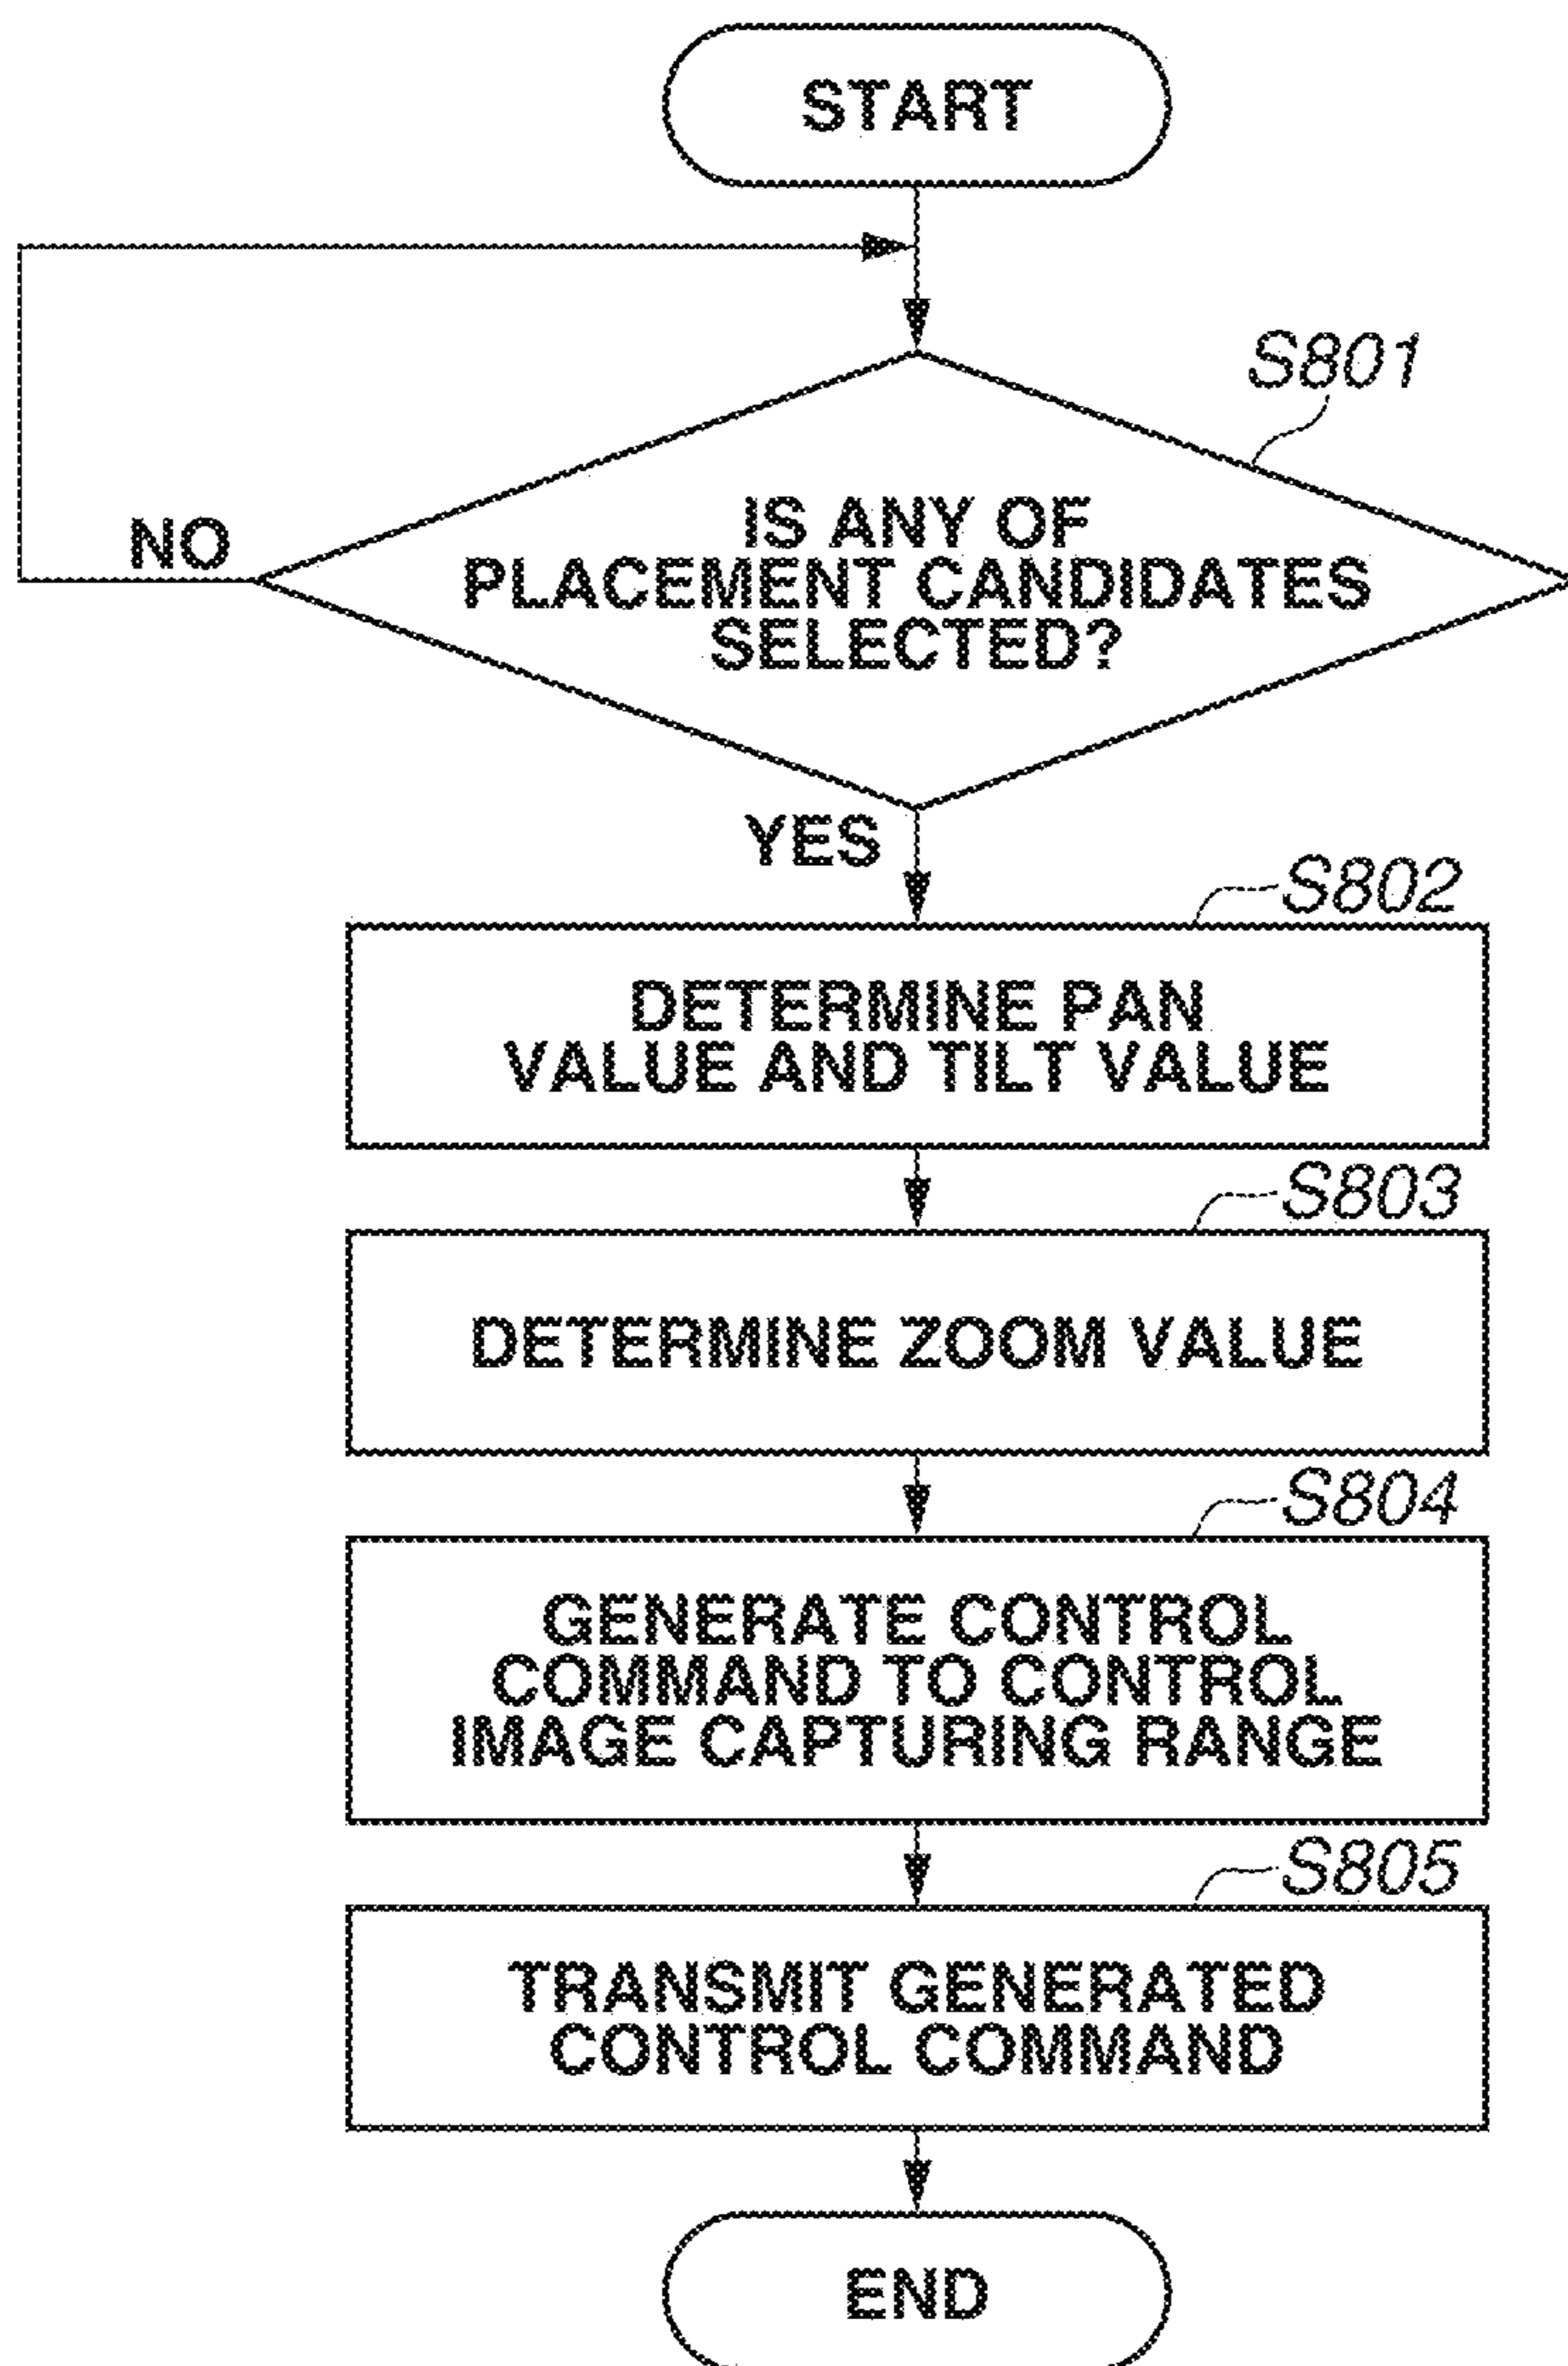 START
S801
IS ANY OF
PLACEMENT CANDIDATES
SELECTED?
NO
YES
S802
DETERMINE PAN
VALUE AND TILT VALUE
S803
DETERMINE ZOOM VALUE
S804
GENERATE CONTROL
COMMAND TO CONTROL
IMAGE CAPTURING RANGE
S805
TRANSMIT GENERATED
CONTROL COMMAND
END